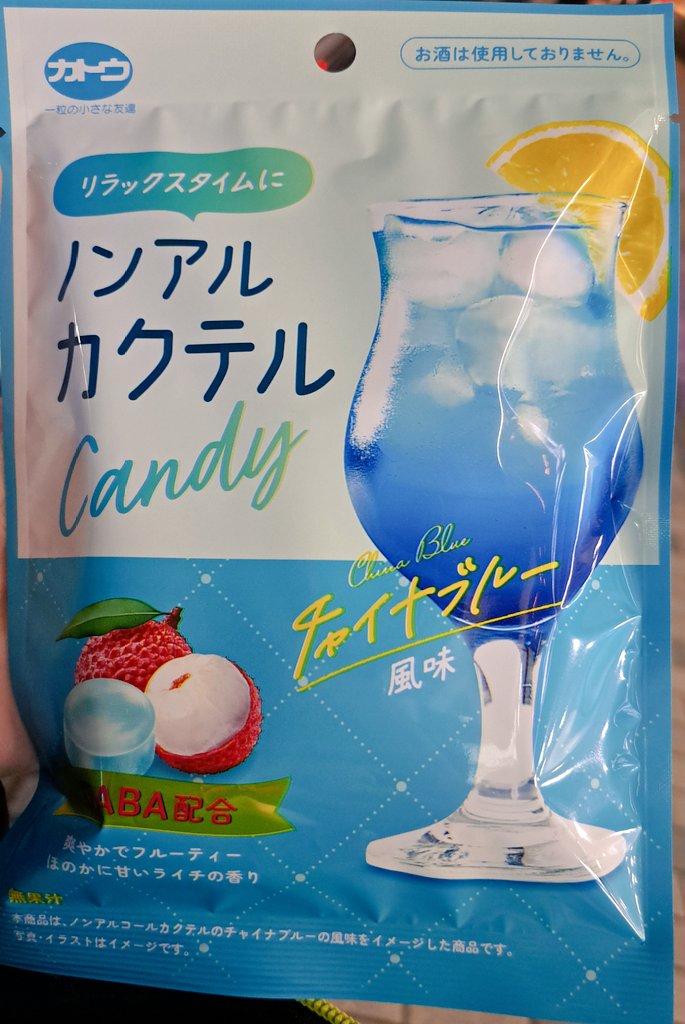 カトウ
一粒の小さな友達
お酒は使用しておりません。
リラックスタイムに
ノンアル
カクテル
Candy
China Blue
チャイナブルー
風味
ABA配合
爽やかでフルーティー
ほのかに甘いライチの香り
無果汁
本商品は、ノンアルコールカクテルのチャイナブルーの風味をイメージした商品です。
写真・イラストはイメージです。